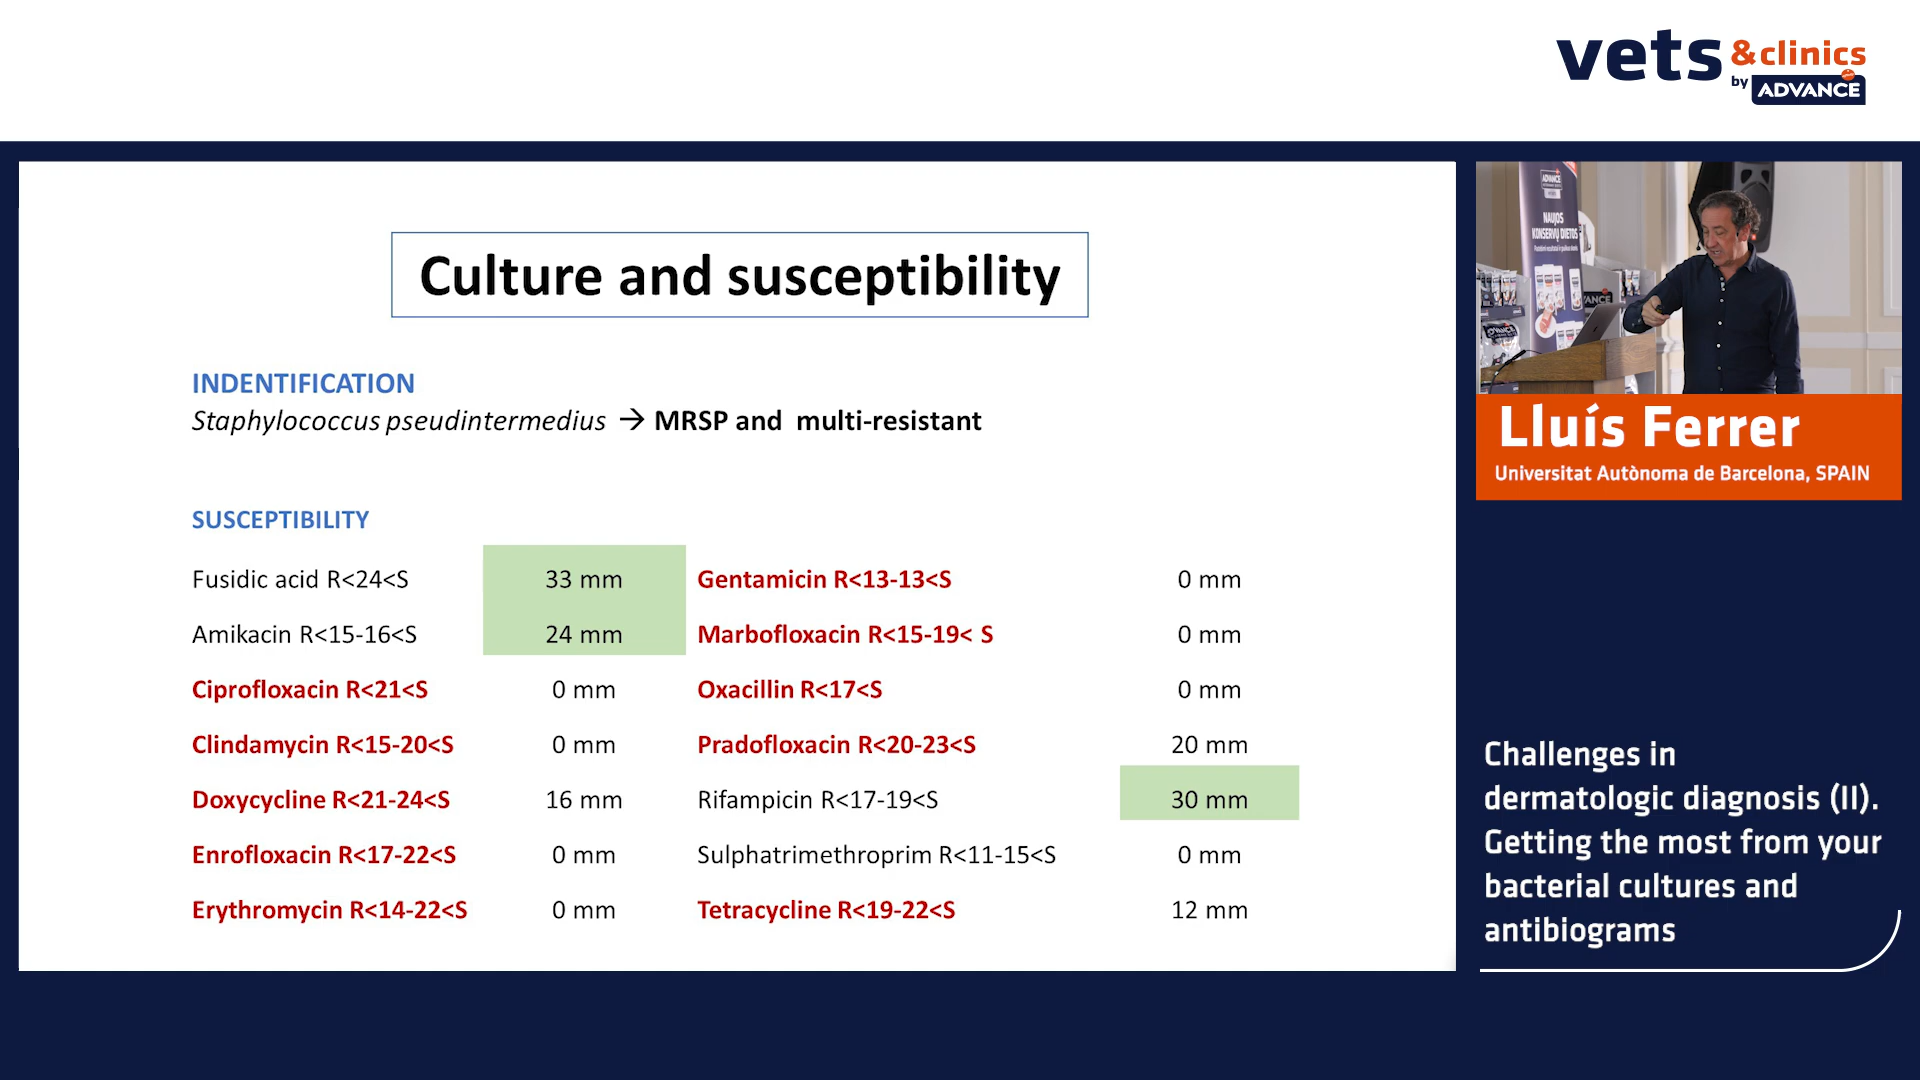 vets & clinics
by ADVANCE
Culture and susceptibility
INDENTIFICATION
Staphylococcus pseudintermedius → MRSP and multi-resistant
SUSCEPTIBILITY
Fusidic acid R<24<S 33 mm Gentamicin R<13-13<S 0 mm
Amikacin R<15-16<S 24 mm Marbofloxacin R<15-19< S 0 mm
Ciprofloxacin R<21<S 0 mm Oxacillin R<17<S 0 mm
Clindamycin R<15-20<S 0 mm Pradofloxacin R<20-23<S 20 mm
Doxycycline R<21-24<S 16 mm Rifampicin R<17-19<S 30 mm
Enrofloxacin R<17-22<S 0 mm Sulphatrimethroprim R<11-15<S 0 mm
Erythromycin R<14-22<S 0 mm Tetracycline R<19-22<S 12 mm
ADVANCE
NAUJOS
KONSERVŲ DIETOS
Lluís Ferrer
Universitat Autònoma de Barcelona, SPAIN
Challenges in
dermatologic diagnosis (II).
Getting the most from your
bacterial cultures and
antibiograms